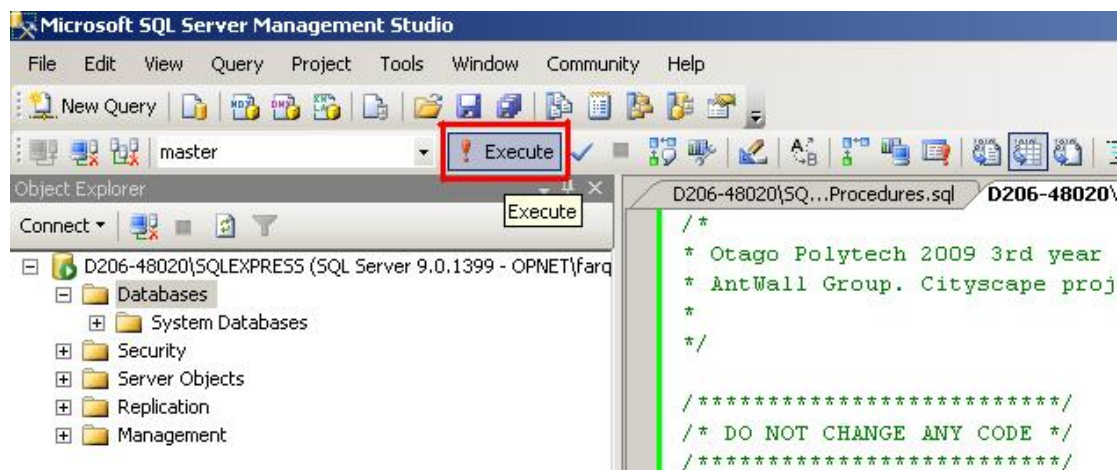 Microsoft SQL Server Management Studio
File Edit View Query Project Tools Window Community Help
New Query
master Execute
Object Explorer
Execute
Connect
D206-48020\SQLEXPRESS (SQL Server 9.0.1399 - OPNET\farq
Databases
System Databases
Security
Server Objects
Replication
Management
D206-48020\SQ...Procedures.sql D206-48020\
/*
* Otago Polytech 2009 3rd year
* AntWall Group. Cityscape proj
*
*/
/**************************/
/* DO NOT CHANGE ANY CODE */
/**************************/